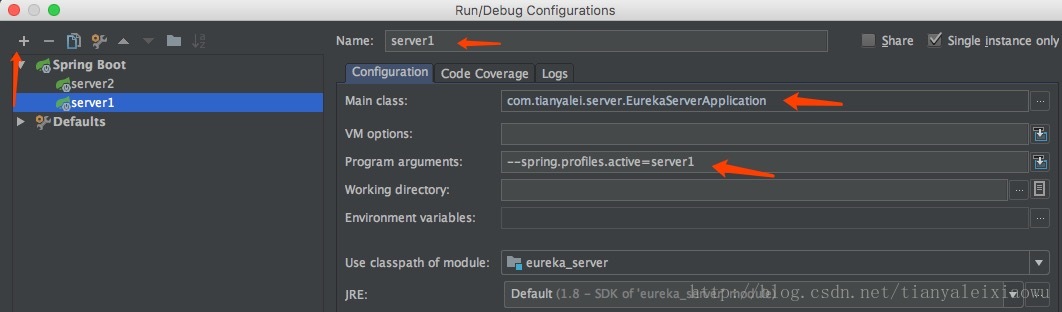 Run/Debug Configurations
Name: server1 Share Single instance only
Spring Boot
server2
server1
Defaults
Configuration Code Coverage Logs
Main class: com.tianyalei.server.EurekaServerApplication ...
VM options:
Program arguments: --spring.profiles.active=server1
Working directory: ...
Environment variables: ...
Use classpath of module: eureka_server
JRE: Default (1.8 - SDK of 'eureka_server' module) ...
http://blog.csdn.net/tianyaleixiaowu